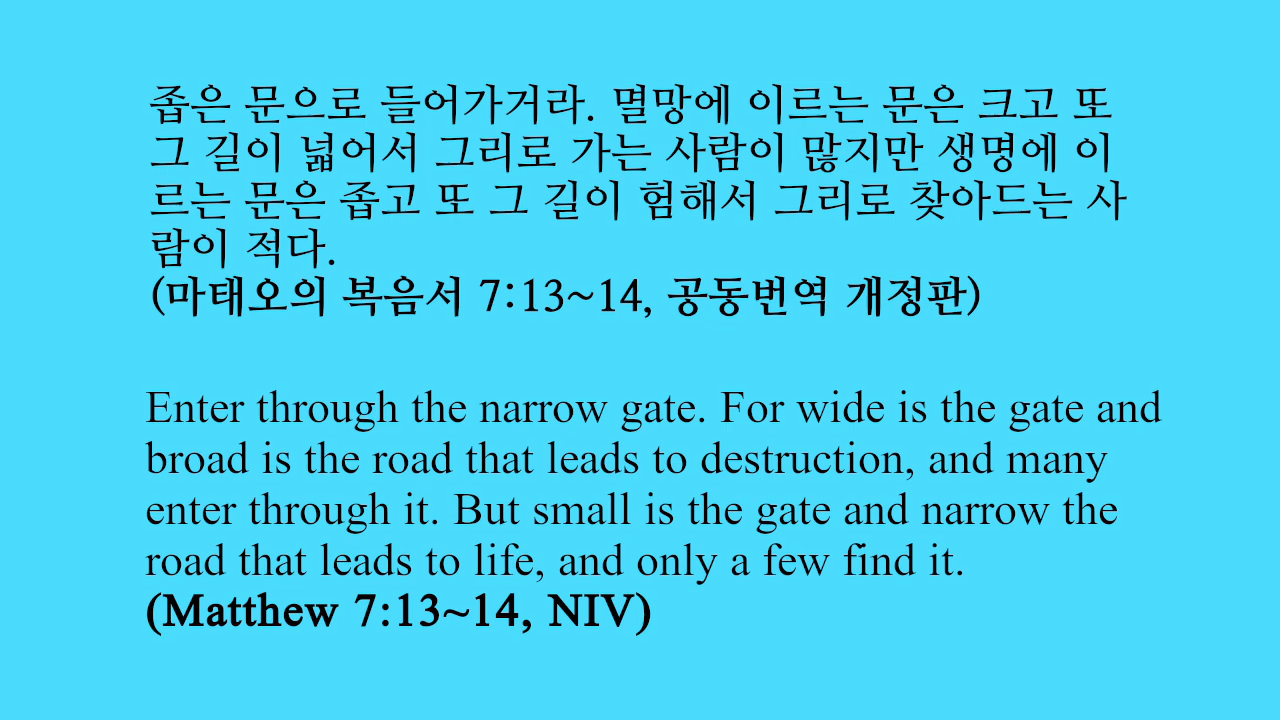 좁은 문으로 들어가거라. 멸망에 이르는 문은 크고 또
그 길이 넓어서 그리로 가는 사람이 많지만 생명에 이
르는 문은 좁고 또 그 길이 험해서 그리로 찾아드는 사
람이 적다.
(마태오의 복음서 7:13~14, 공동번역 개정판)
Enter through the narrow gate. For wide is the gate and
broad is the road that leads to destruction, and many
enter through it. But small is the gate and narrow the
road that leads to life, and only a few find it.
(Matthew 7:13~14, NIV)